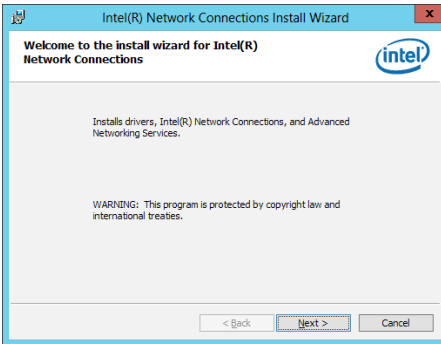 Intel(R) Network Connections Install Wizard
x
Welcome to the install wizard for Intel(R)
Network Connections
intel
Installs drivers, Intel(R) Network Connections, and Advanced
Networking Services.
WARNING: This program is protected by copyright law and
international treaties.
< Back Next > Cancel